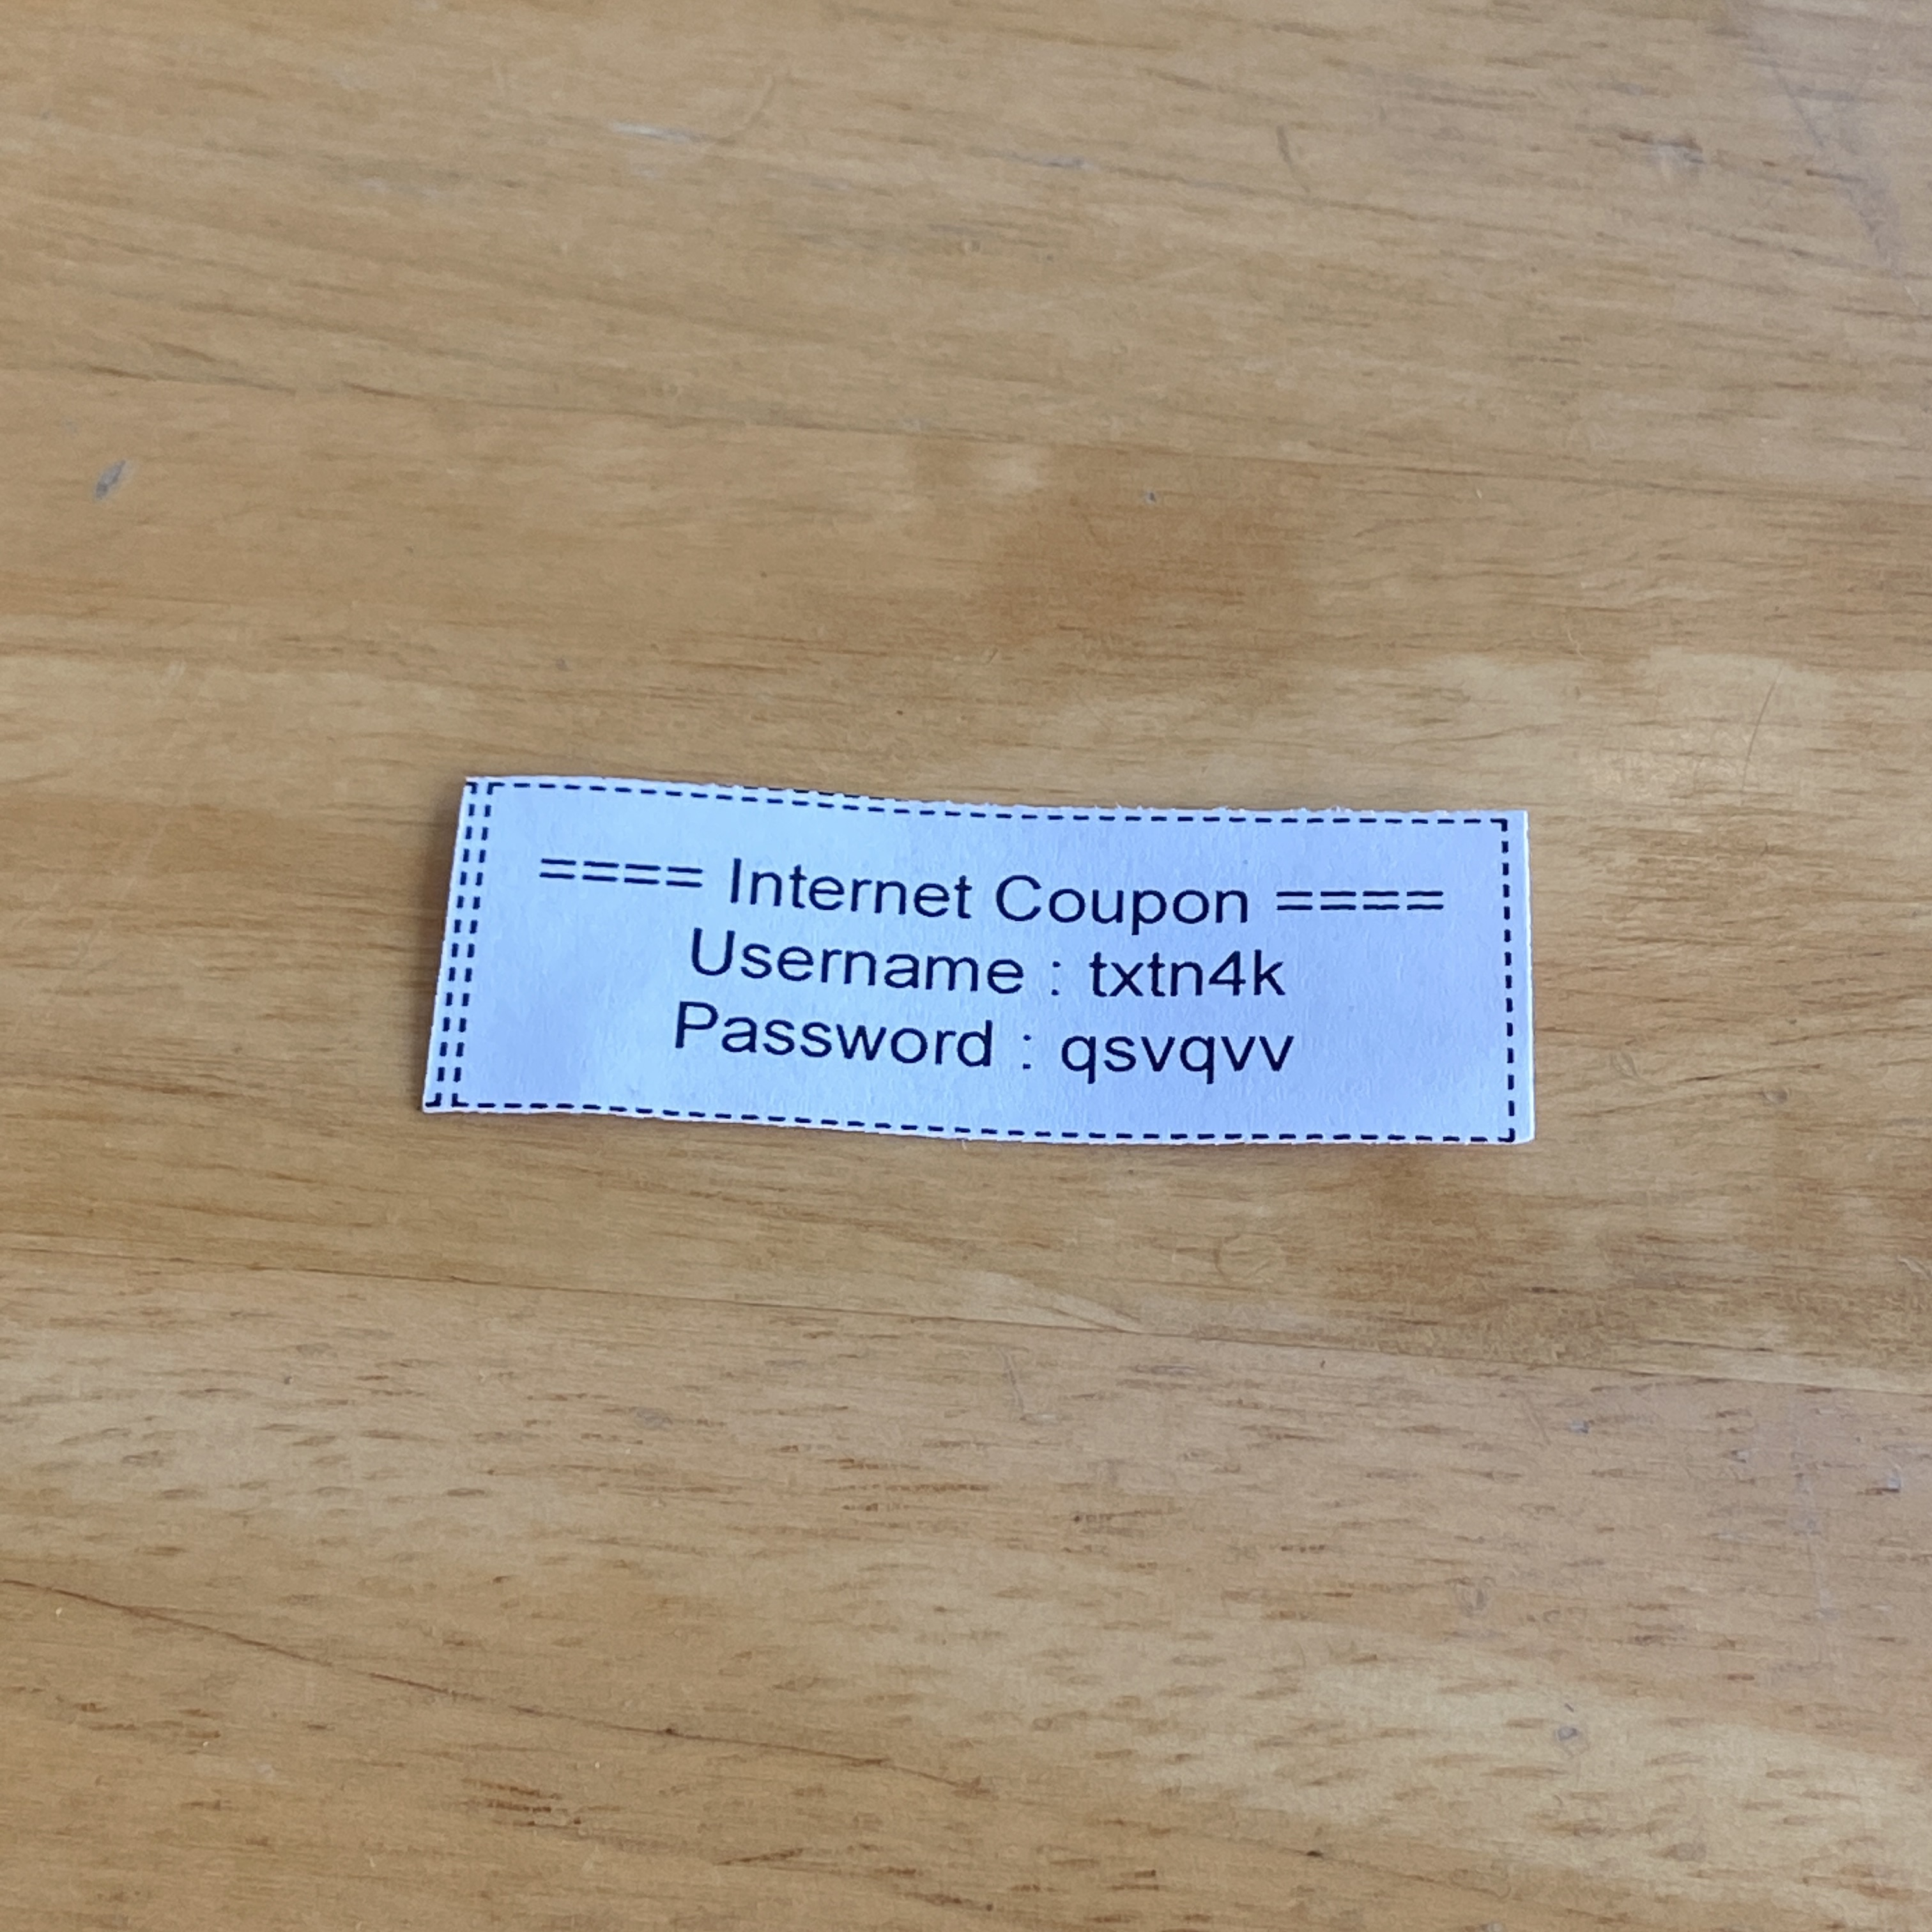 ==== Internet Coupon ====
Username : txtn4k
Password : qsvqvv